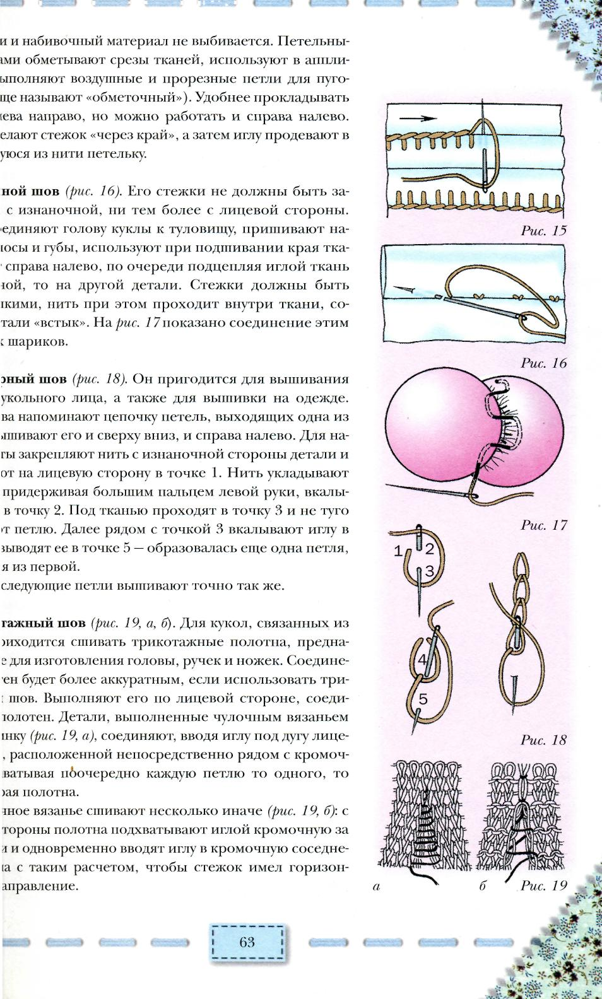 и и набивочный материал не выбивается. Петельны-
ами обметывают срезы тканей, используют в аппли-
ыполняют воздушные и прорезные петли для пуго-
ще называют «обметочный»). Удобнее прокладывать
ева направо, но можно работать и справа налево.
елают стежок «через край», а затем иглу продевают в
уюся из нити петельку.
ной шов (рис. 16). Его стежки не должны быть за-
с изнаночной, ни тем более с лицевой стороны.
единяют голову куклы к туловищу, пришивают на-
осы и губы, используют при подшивании края тка-
справа налево, по очереди подцепляя иглой ткань
ной, то на другой детали. Стежки должны быть
кими, нить при этом проходит внутри ткани, со-
тали «встык». На рис. 17 показано соединение этим
к шариков.
рный шов (рис. 18). Он пригодится для вышивания
укольного лица, а также для вышивки на одежде.
ва напоминают цепочку петель, выходящих одна из
ышивают его и сверху вниз, и справа налево. Для на-
ты закрепляют нить с изнаночной стороны детали и
от на лицевую сторону в точке 1. Нить укладывают
придерживая большим пальцем левой руки, вкалы-
в точку 2. Под тканью проходят в точку 3 и не туго
т петлю. Далее рядом с точкой 3 вкалывают иглу в
выводят ее в точке 5 — образовалась еще одна петля,
я из первой.
следующие петли вышивают точно так же.
тажный шов (рис. 19, а, б). Для кукол, связанных из
риходится сшивать трикотажные полотна, предна-
е для изготовления головы, ручек и ножек. Соедине-
ен будет более аккуратным, если использовать три-
шов. Выполняют его по лицевой стороне, соеди-
полотен. Детали, выполненные чулочным вязаньем
инку (рис. 19, а), соединяют, вводя иглу под дугу лице-
, расположенной непосредственно рядом с кромоч-
ватывая поочередно каждую петлю то одного, то
рая полотна.
чное вязанье сшивают несколько иначе (рис. 19, б): с
тороны полотна подхватывают иглой кромочную за
и и одновременно вводят иглу в кромочную соседне-
а с таким расчетом, чтобы стежок имел горизон-
аправление.
Рис. 15
Рис. 16
Рис. 17
1
2
3
4
5
Рис. 18
а
б
Рис. 19
63